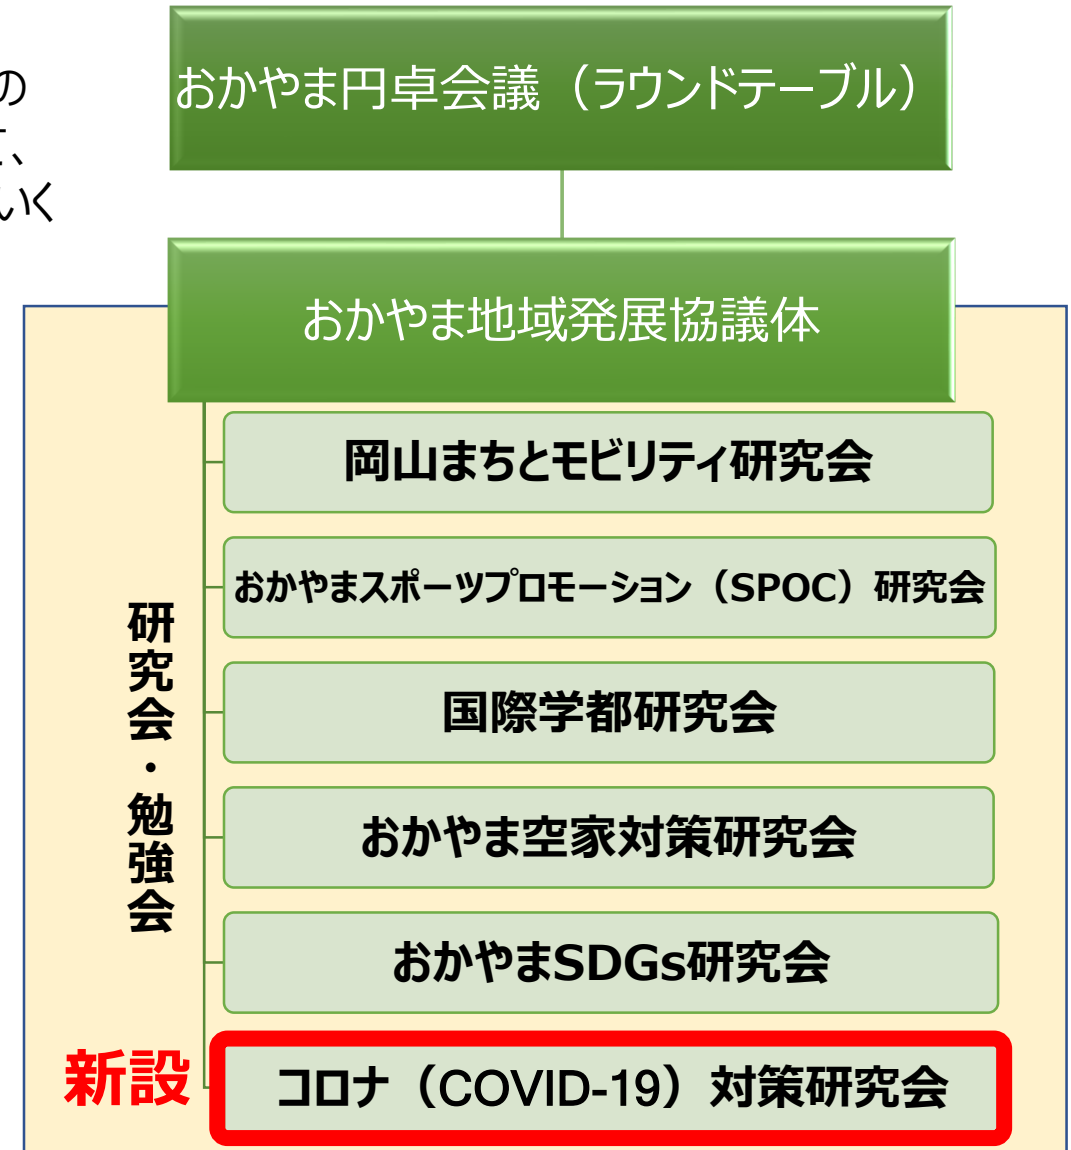 の
て、
いく
おかやま円卓会議（ラウンドテーブル）
おかやま地域発展協議体
研究会・勉強会
岡山まちとモビリティ研究会
おかやまスポーツプロモーション（SPOC）研究会
国際学都研究会
おかやま空家対策研究会
おかやまSDGs研究会
新設
コロナ（COVID-19）対策研究会